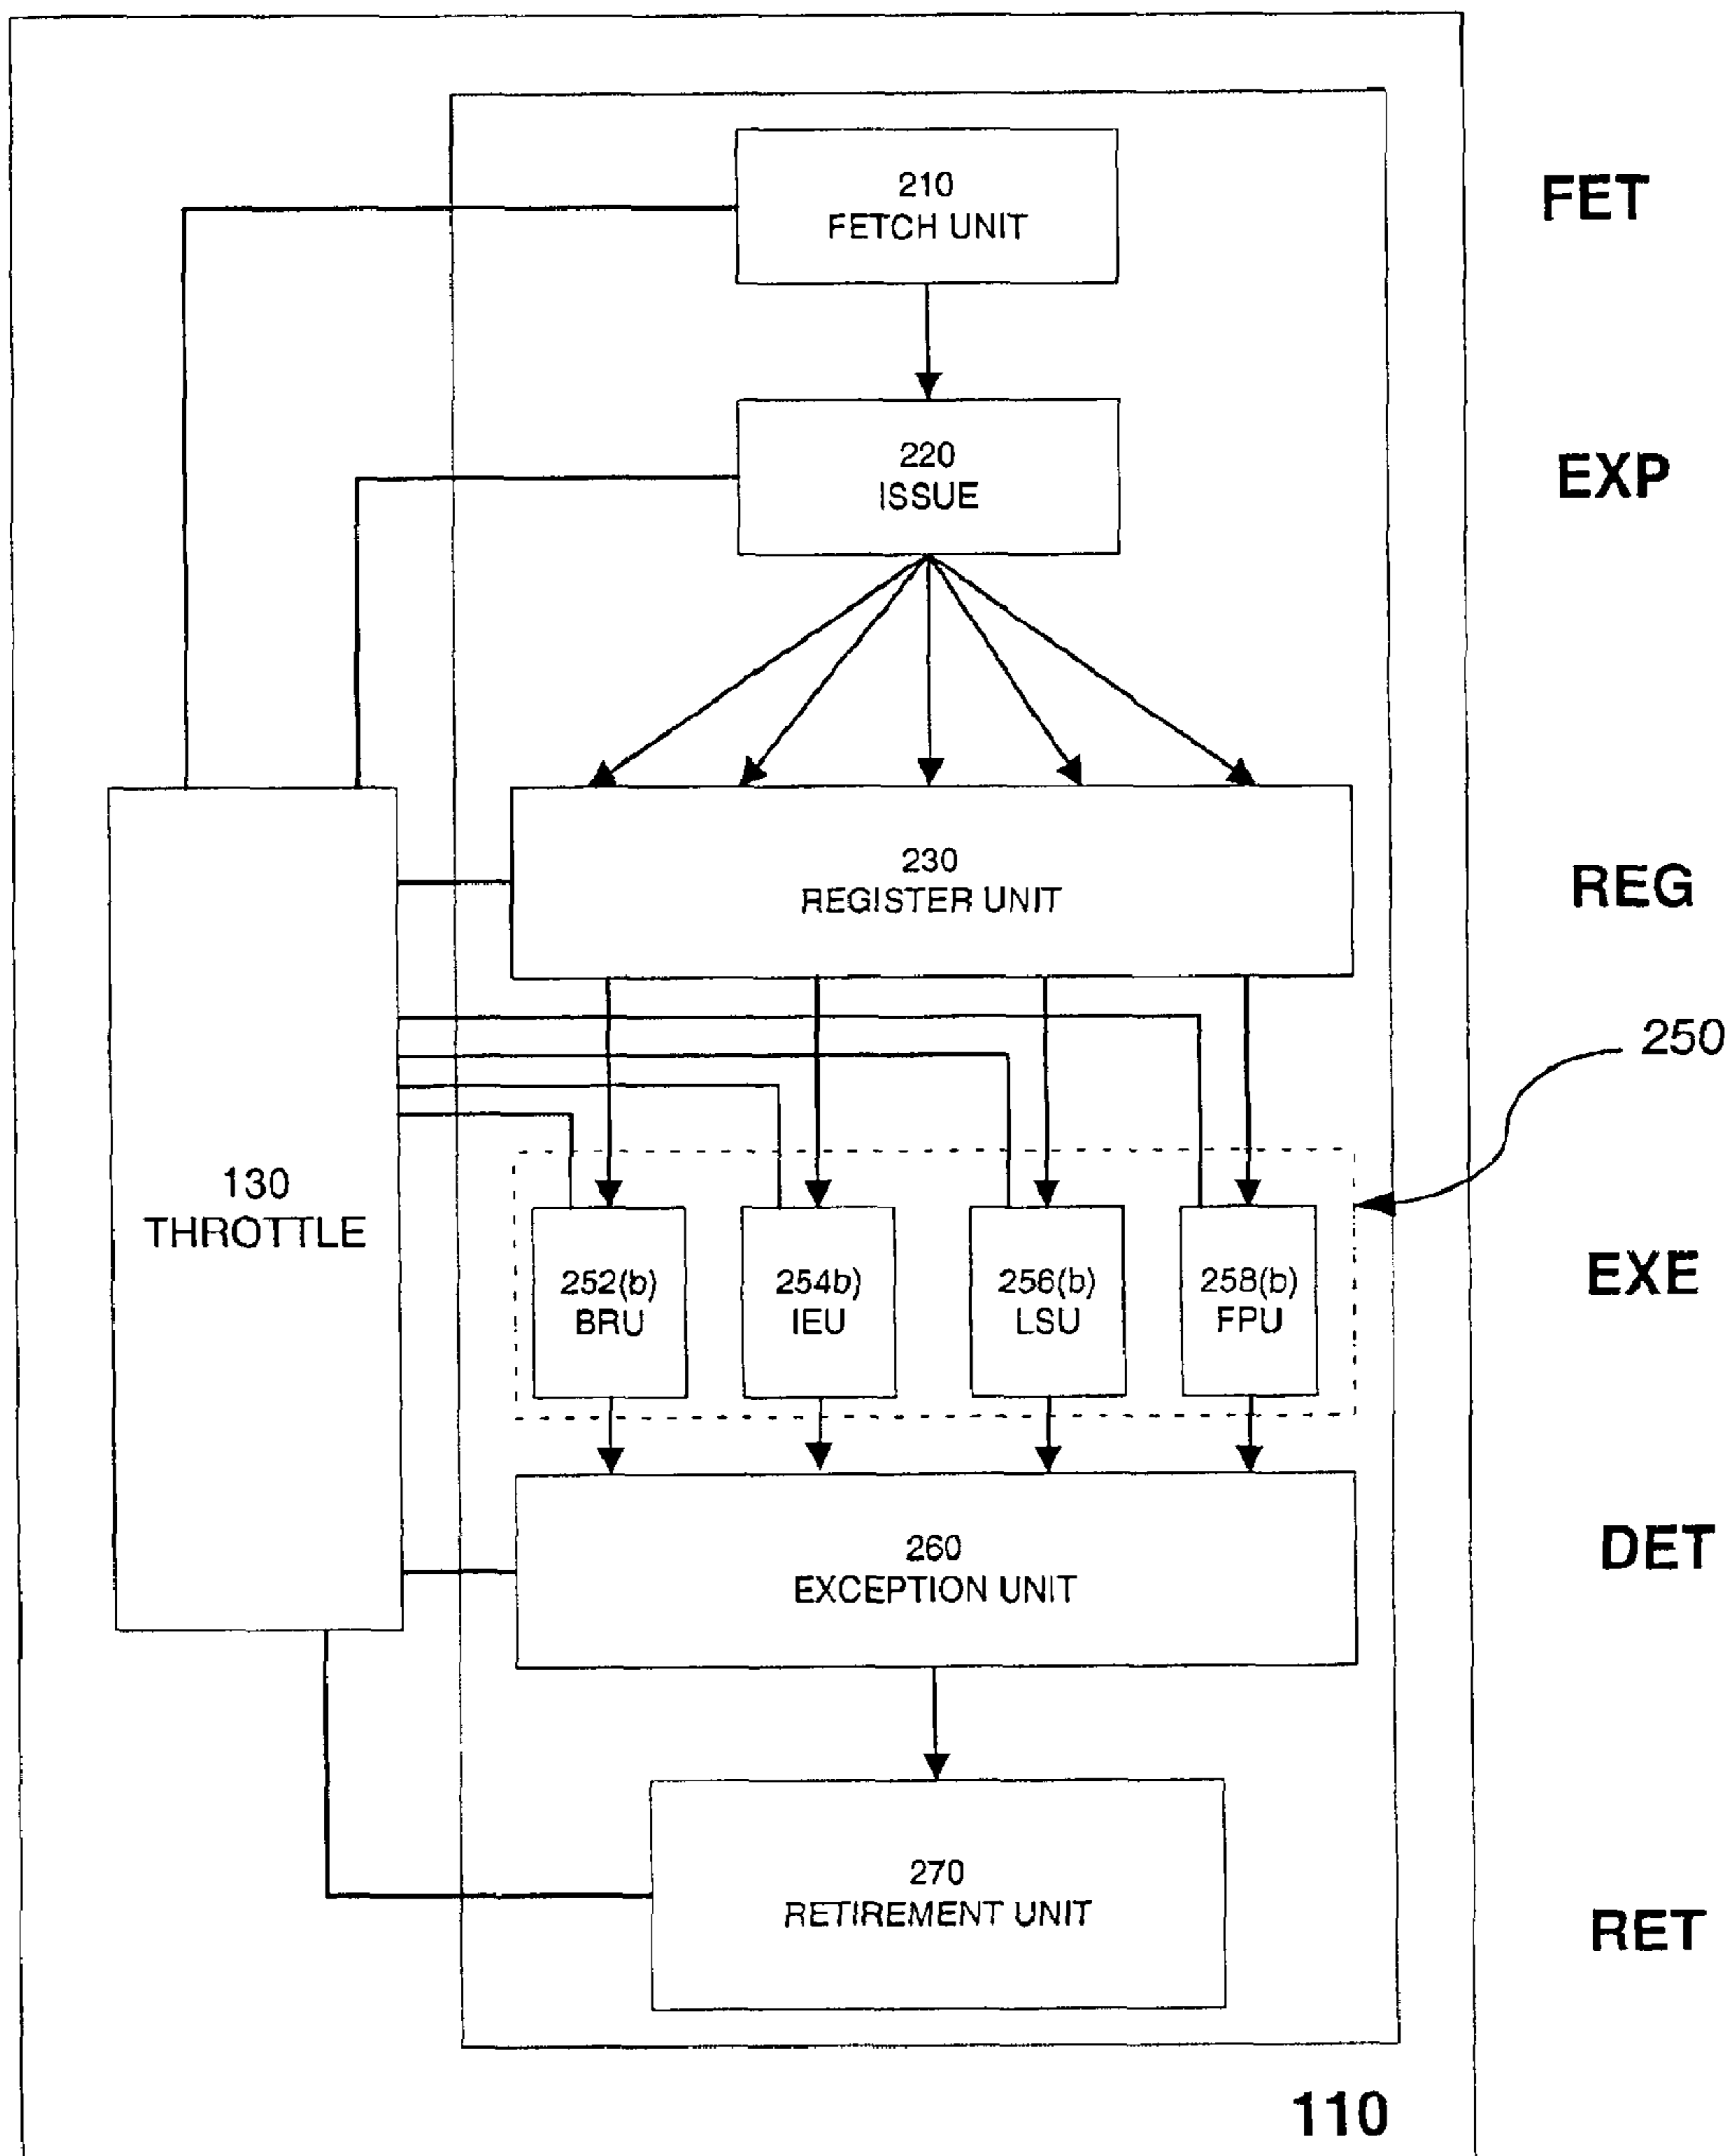 210
FETCH UNIT
FET
220
ISSUE
EXP
230
REGISTER UNIT
REG
250
130
THROTTLE
252(b)
BRU
254b)
IEU
256(b)
LSU
258(b)
FPU
EXE
260
EXCEPTION UNIT
DET
270
RETIREMENT UNIT
RET
110